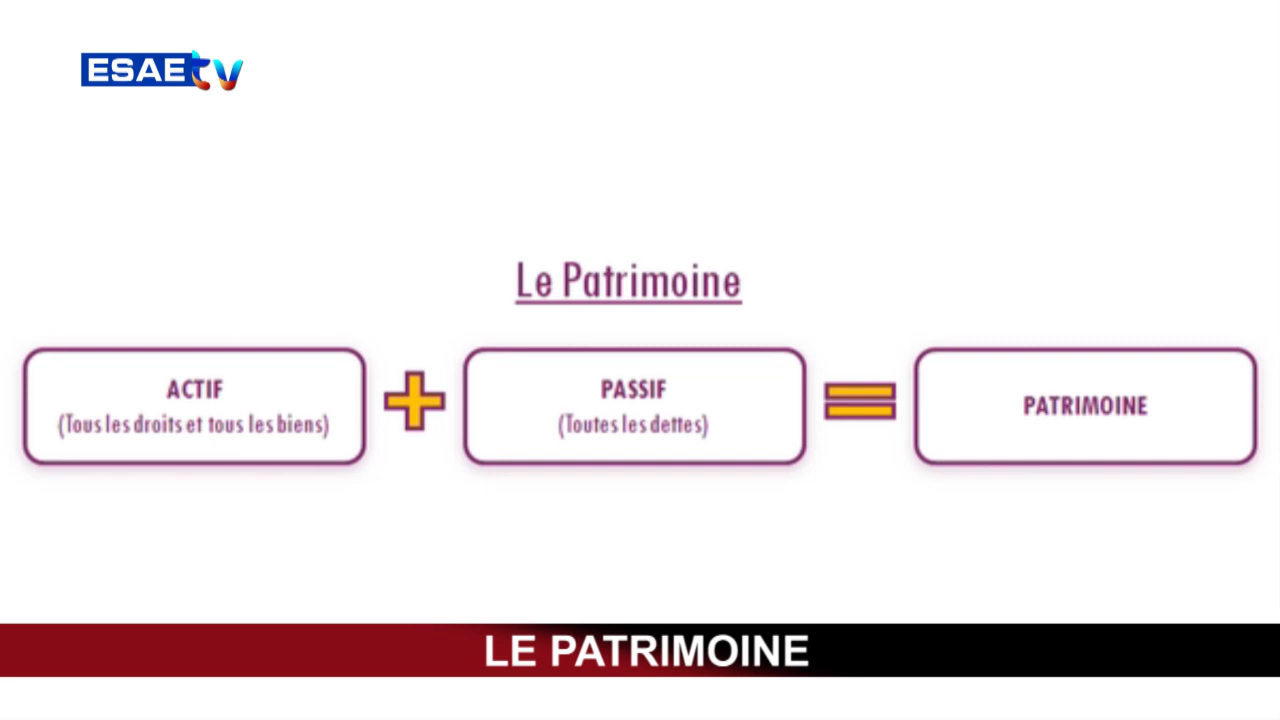 ESAEtv
Le Patrimoine
ACTIF
(Tous les droits et tous les biens)
PASSIF
(Toutes les dettes)
PATRIMOINE
LE PATRIMOINE